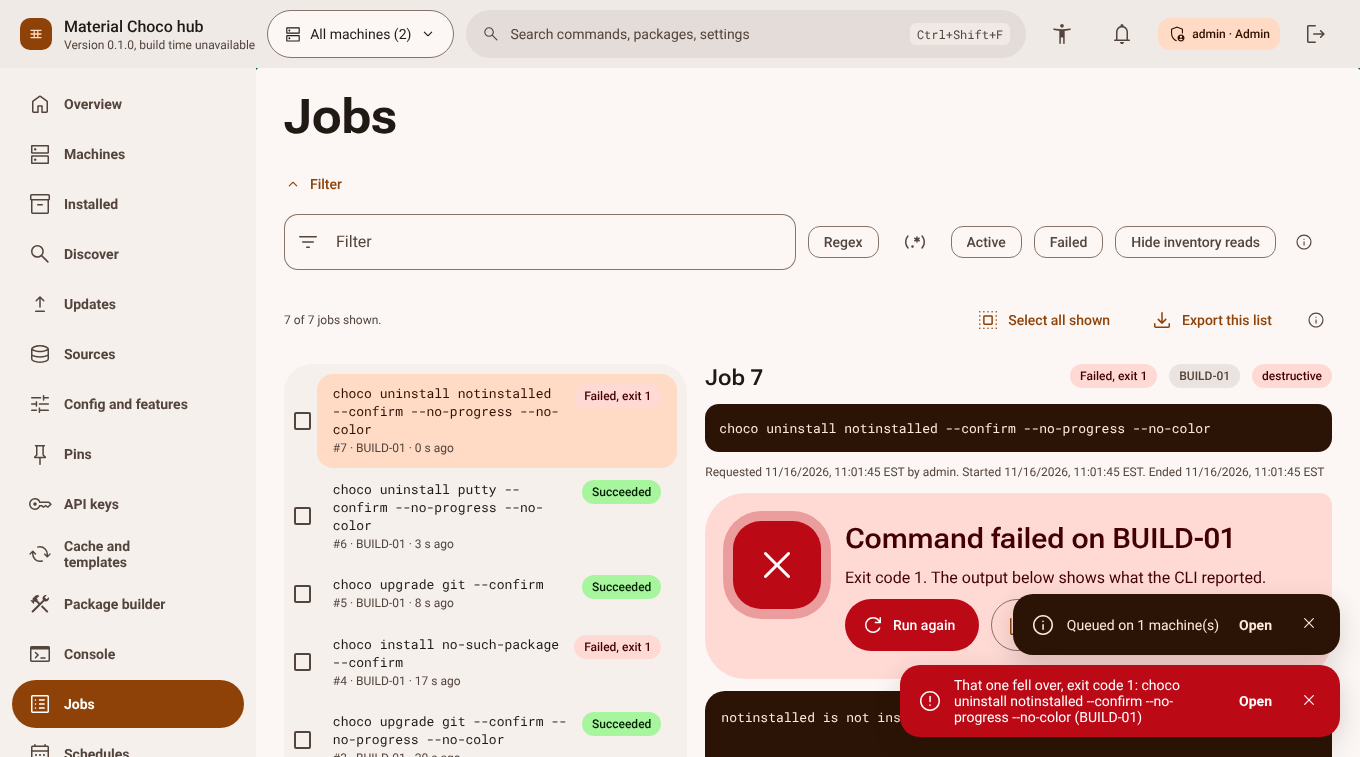 Material Choco hub
Version 0.1.0, build time unavailable
All machines (2)
Search commands, packages, settings
Ctrl+Shift+F
admin · Admin
Overview
Machines
Installed
Discover
Updates
Sources
Config and features
Pins
API keys
Cache and
templates
Package builder
Console
Jobs
Schedules
Jobs
Filter
Filter
Regex
(.*)
Active
Failed
Hide inventory reads
7 of 7 jobs shown.
Select all shown
Export this list
choco uninstall notinstalled
--confirm --no-progress --no-
color
Failed, exit 1
#7 · BUILD-01 · 0 s ago
choco uninstall putty --
confirm --no-progress --no-
color
Succeeded
#6 · BUILD-01 · 3 s ago
choco upgrade git --confirm
Succeeded
#5 · BUILD-01 · 8 s ago
choco install no-such-package
--confirm
Failed, exit 1
#4 · BUILD-01 · 17 s ago
choco upgrade git --confirm --
no-progress --no-color
Succeeded
Job 7
Failed, exit 1
BUILD-01
destructive
choco uninstall notinstalled --confirm --no-progress --no-color
Requested 11/16/2026, 11:01:45 EST by admin. Started 11/16/2026, 11:01:45 EST. Ended 11/16/2026, 11:01:45 EST
Command failed on BUILD-01
Exit code 1. The output below shows what the CLI reported.
Run again
Queued on 1 machine(s)
Open
That one fell over, exit code 1: choco
uninstall notinstalled --confirm --no-
progress --no-color (BUILD-01)
Open
notinstalled is not